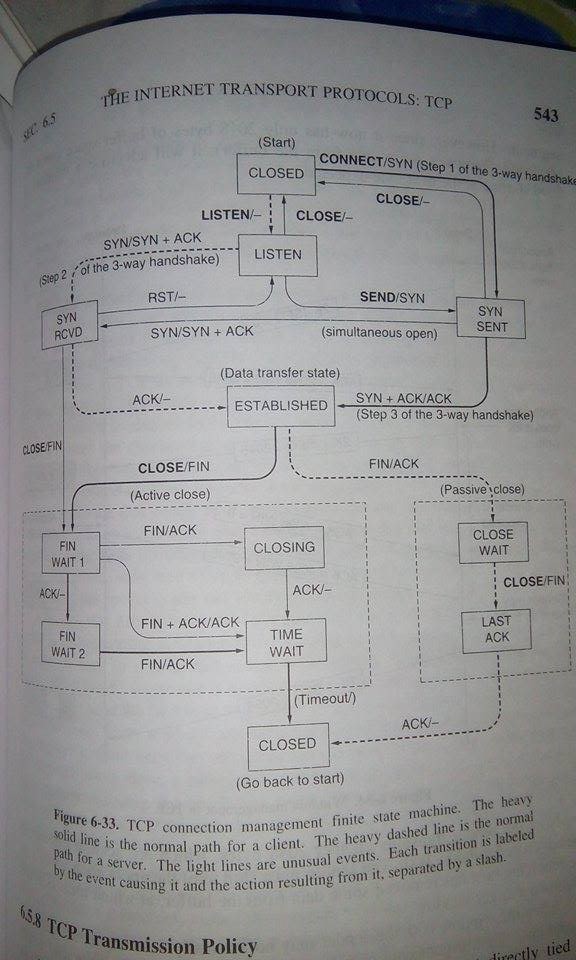 SEC. 6.5
THE INTERNET TRANSPORT PROTOCOLS: TCP
543
(Start)
CLOSED
CONNECT/SYN (Step 1 of the 3-way handshake
CLOSE/–
LISTEN/–
CLOSE/–
SYN/SYN + ACK
(Step 2 of the 3-way handshake)
LISTEN
RST/–
SEND/SYN
SYN
RCVD
SYN
SENT
SYN/SYN + ACK
(simultaneous open)
(Data transfer state)
ACK/–
ESTABLISHED
SYN + ACK/ACK
(Step 3 of the 3-way handshake)
CLOSE/FIN
CLOSE/FIN
FIN/ACK
(Active close)
(Passive close)
FIN/ACK
FIN
WAIT 1
CLOSING
CLOSE
WAIT
ACK/–
ACK/–
CLOSE/FIN
FIN + ACK/ACK
FIN
WAIT 2
TIME
WAIT
LAST
ACK
FIN/ACK
(Timeout/)
ACK/–
CLOSED
(Go back to start)
Figure 6-33. TCP connection management finite state machine. The heavy
solid line is the normal path for a client. The heavy dashed line is the normal
path for a server. The light lines are unusual events. Each transition is labeled
by the event causing it and the action resulting from it, separated by a slash.
6.5.8 TCP Transmission Policy
directly tied